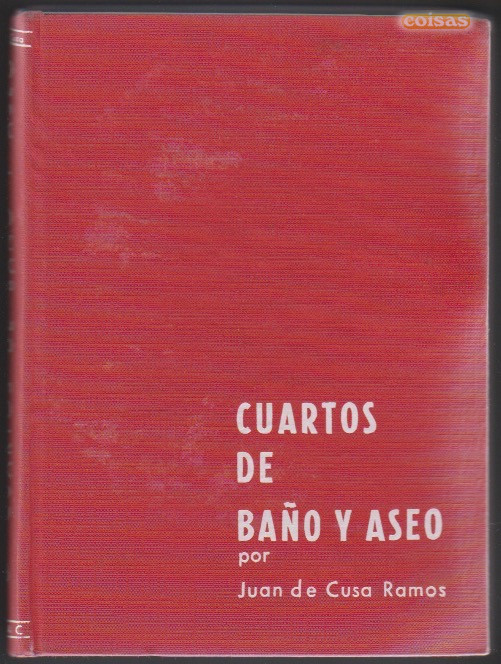 coisas
CUARTOS
DE
BAÑO Y ASEO
por
Juan de Cusa Ramos